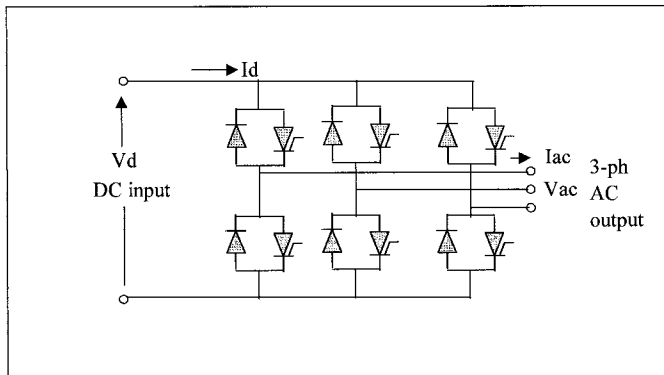 Id
Vd
DC input
Iac
Vac
3-ph
AC
output